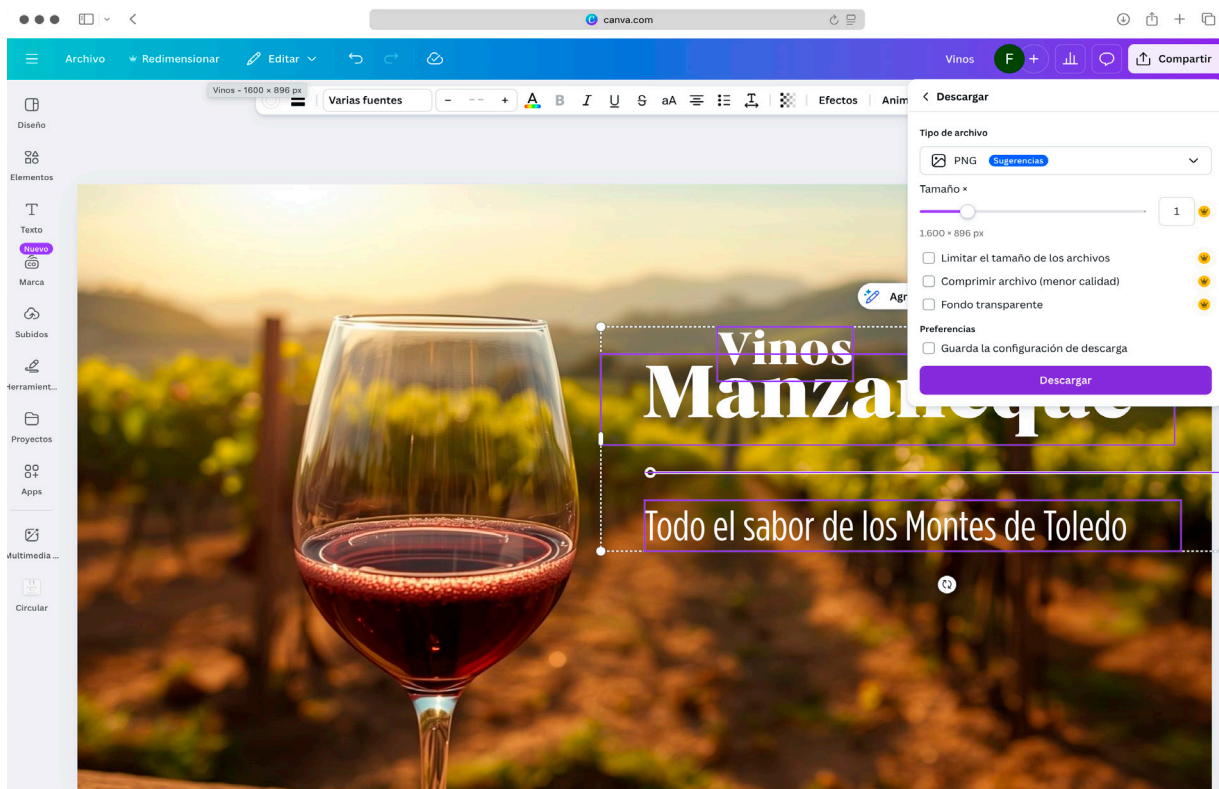 canva.com
Archivo
Redimensionar
Editar
Vinos
F
+
Compartir
Vinos - 1600 × 896 px
Varias fuentes
- -- +
A B I U S aA
Efectos
Anim
Diseño
Elementos
Texto
Nuevo
Marca
Subidos
Herramient...
Proyectos
Apps
Multimedia ...
Circular
Descargar
Tipo de archivo
PNG Sugerencias
Tamaño ×
1
1.600 × 896 px
Limitar el tamaño de los archivos
Comprimir archivo (menor calidad)
Fondo transparente
Preferencias
Guarda la configuración de descarga
Descargar
Agr
Vinos
Manzaneque
Todo el sabor de los Montes de Toledo